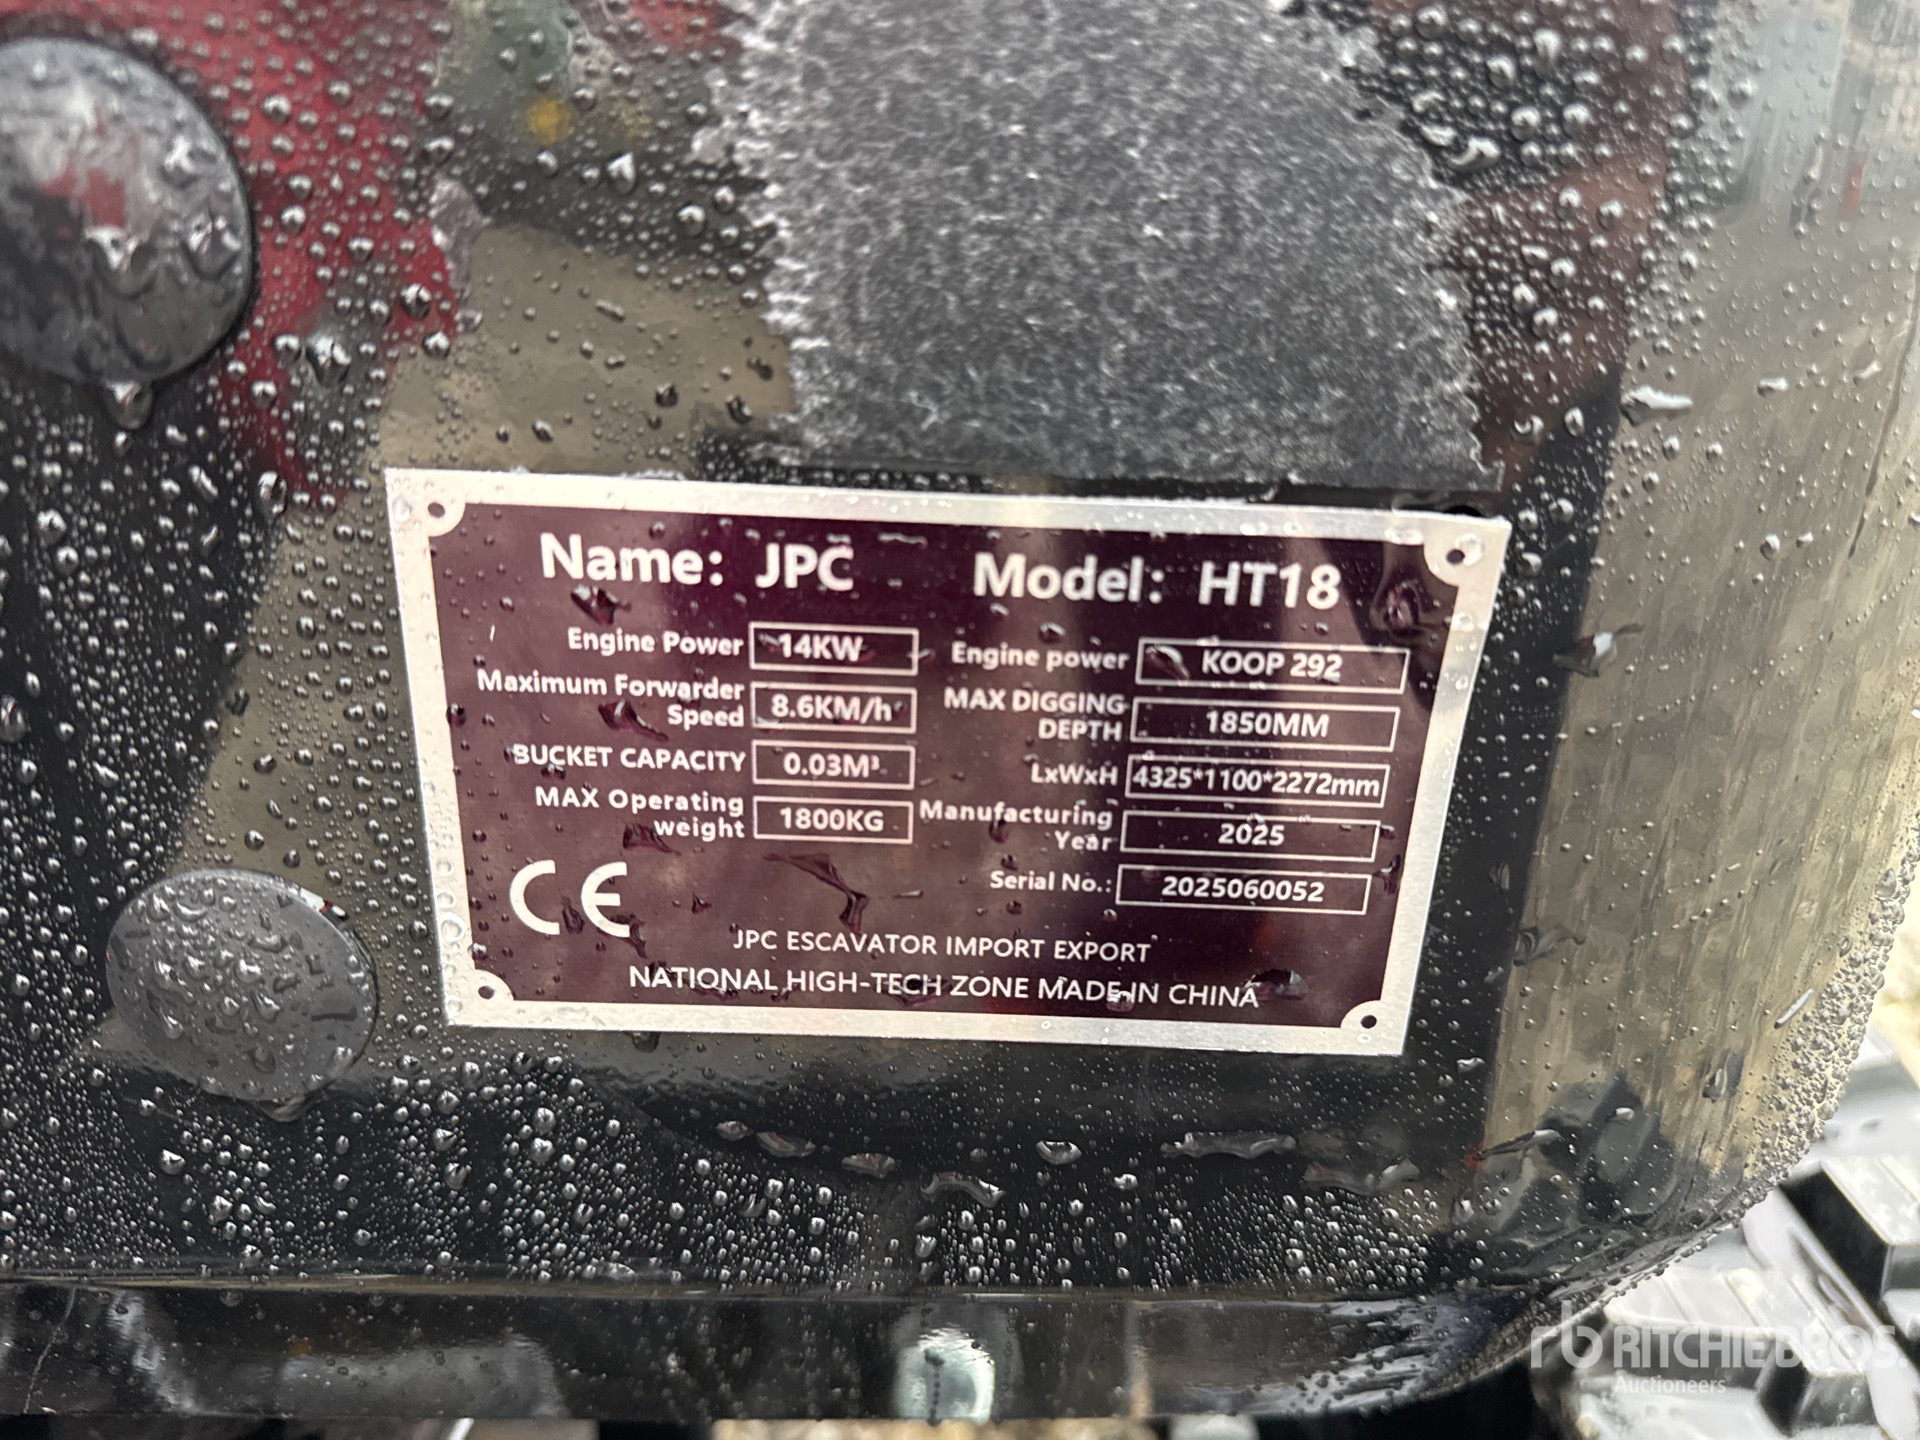 Name: JPC Model: HT18
Engine Power 14KW Engine power KOOP 292
Maximum Forwarder Speed 8.6KM/h MAX DIGGING DEPTH 1850MM
BUCKET CAPACITY 0.03M³ LxWxH 4325*1100*2272mm
MAX Operating weight 1800KG Manufacturing Year 2025
CE Serial No.: 2025060052
JPC ESCAVATOR IMPORT EXPORT
NATIONAL HIGH-TECH ZONE MADE IN CHINA
rb RITCHIE BROS.
Auctioneers